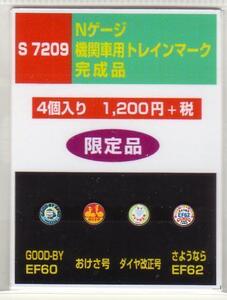 S 7209
Nゲージ
機関車用トレインマーク
完成品
4個入り 1,200円+税
限定品
GOOD-BY
EF60
おけさ号
ダイヤ改正号
さようなら
EF62